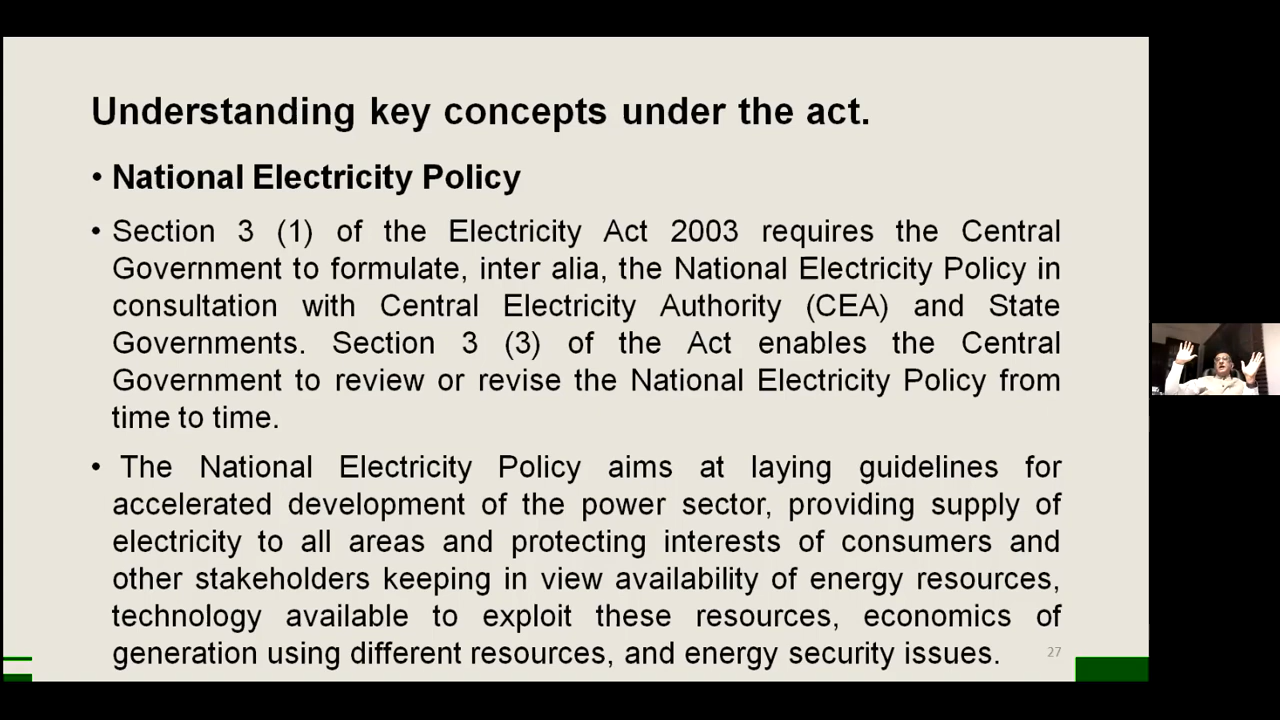 Understanding key concepts under the act.
• National Electricity Policy
• Section 3 (1) of the Electricity Act 2003 requires the Central
Government to formulate, inter alia, the National Electricity Policy in
consultation with Central Electricity Authority (CEA) and State
Governments. Section 3 (3) of the Act enables the Central
Government to review or revise the National Electricity Policy from
time to time.
• The National Electricity Policy aims at laying guidelines for
accelerated development of the power sector, providing supply of
electricity to all areas and protecting interests of consumers and
other stakeholders keeping in view availability of energy resources,
technology available to exploit these resources, economics of
generation using different resources, and energy security issues.
27